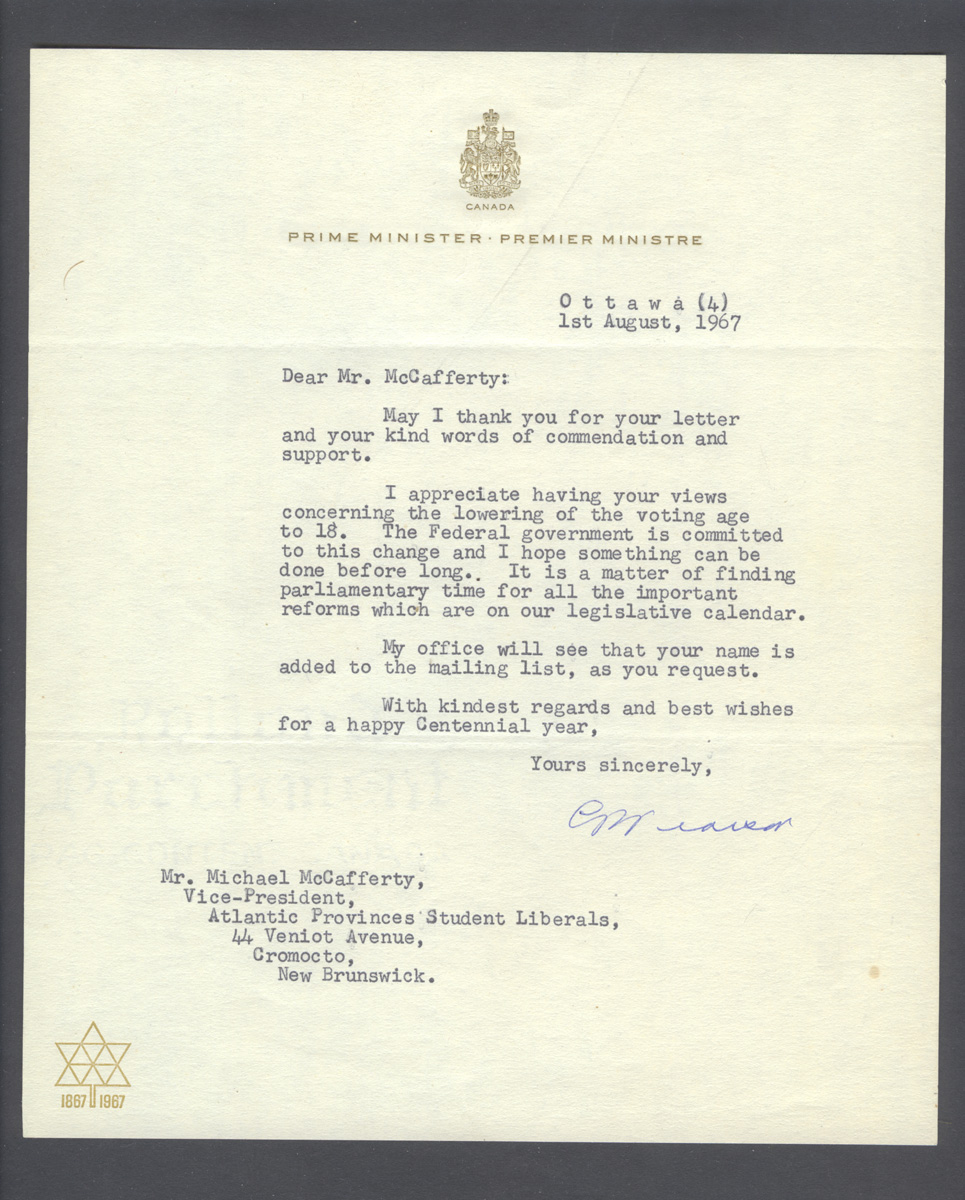 CANADA
PRIME MINISTER · PREMIER MINISTRE
O t t a w a (4)
1st August, 1967
Dear Mr. McCafferty:
May I thank you for your letter
and your kind words of commendation and
support.
I appreciate having your views
concerning the lowering of the voting age
to 18. The Federal government is committed
to this change and I hope something can be
done before long.. It is a matter of finding
parliamentary time for all the important
reforms which are on our legislative calendar.
My office will see that your name is
added to the mailing list, as you request.
With kindest regards and best wishes
for a happy Centennial year,
Yours sincerely,
Mr. Michael McCafferty,
Vice-President,
Atlantic Provinces Student Liberals,
44 Veniot Avenue,
Cromocto,
New Brunswick.
1867 1967